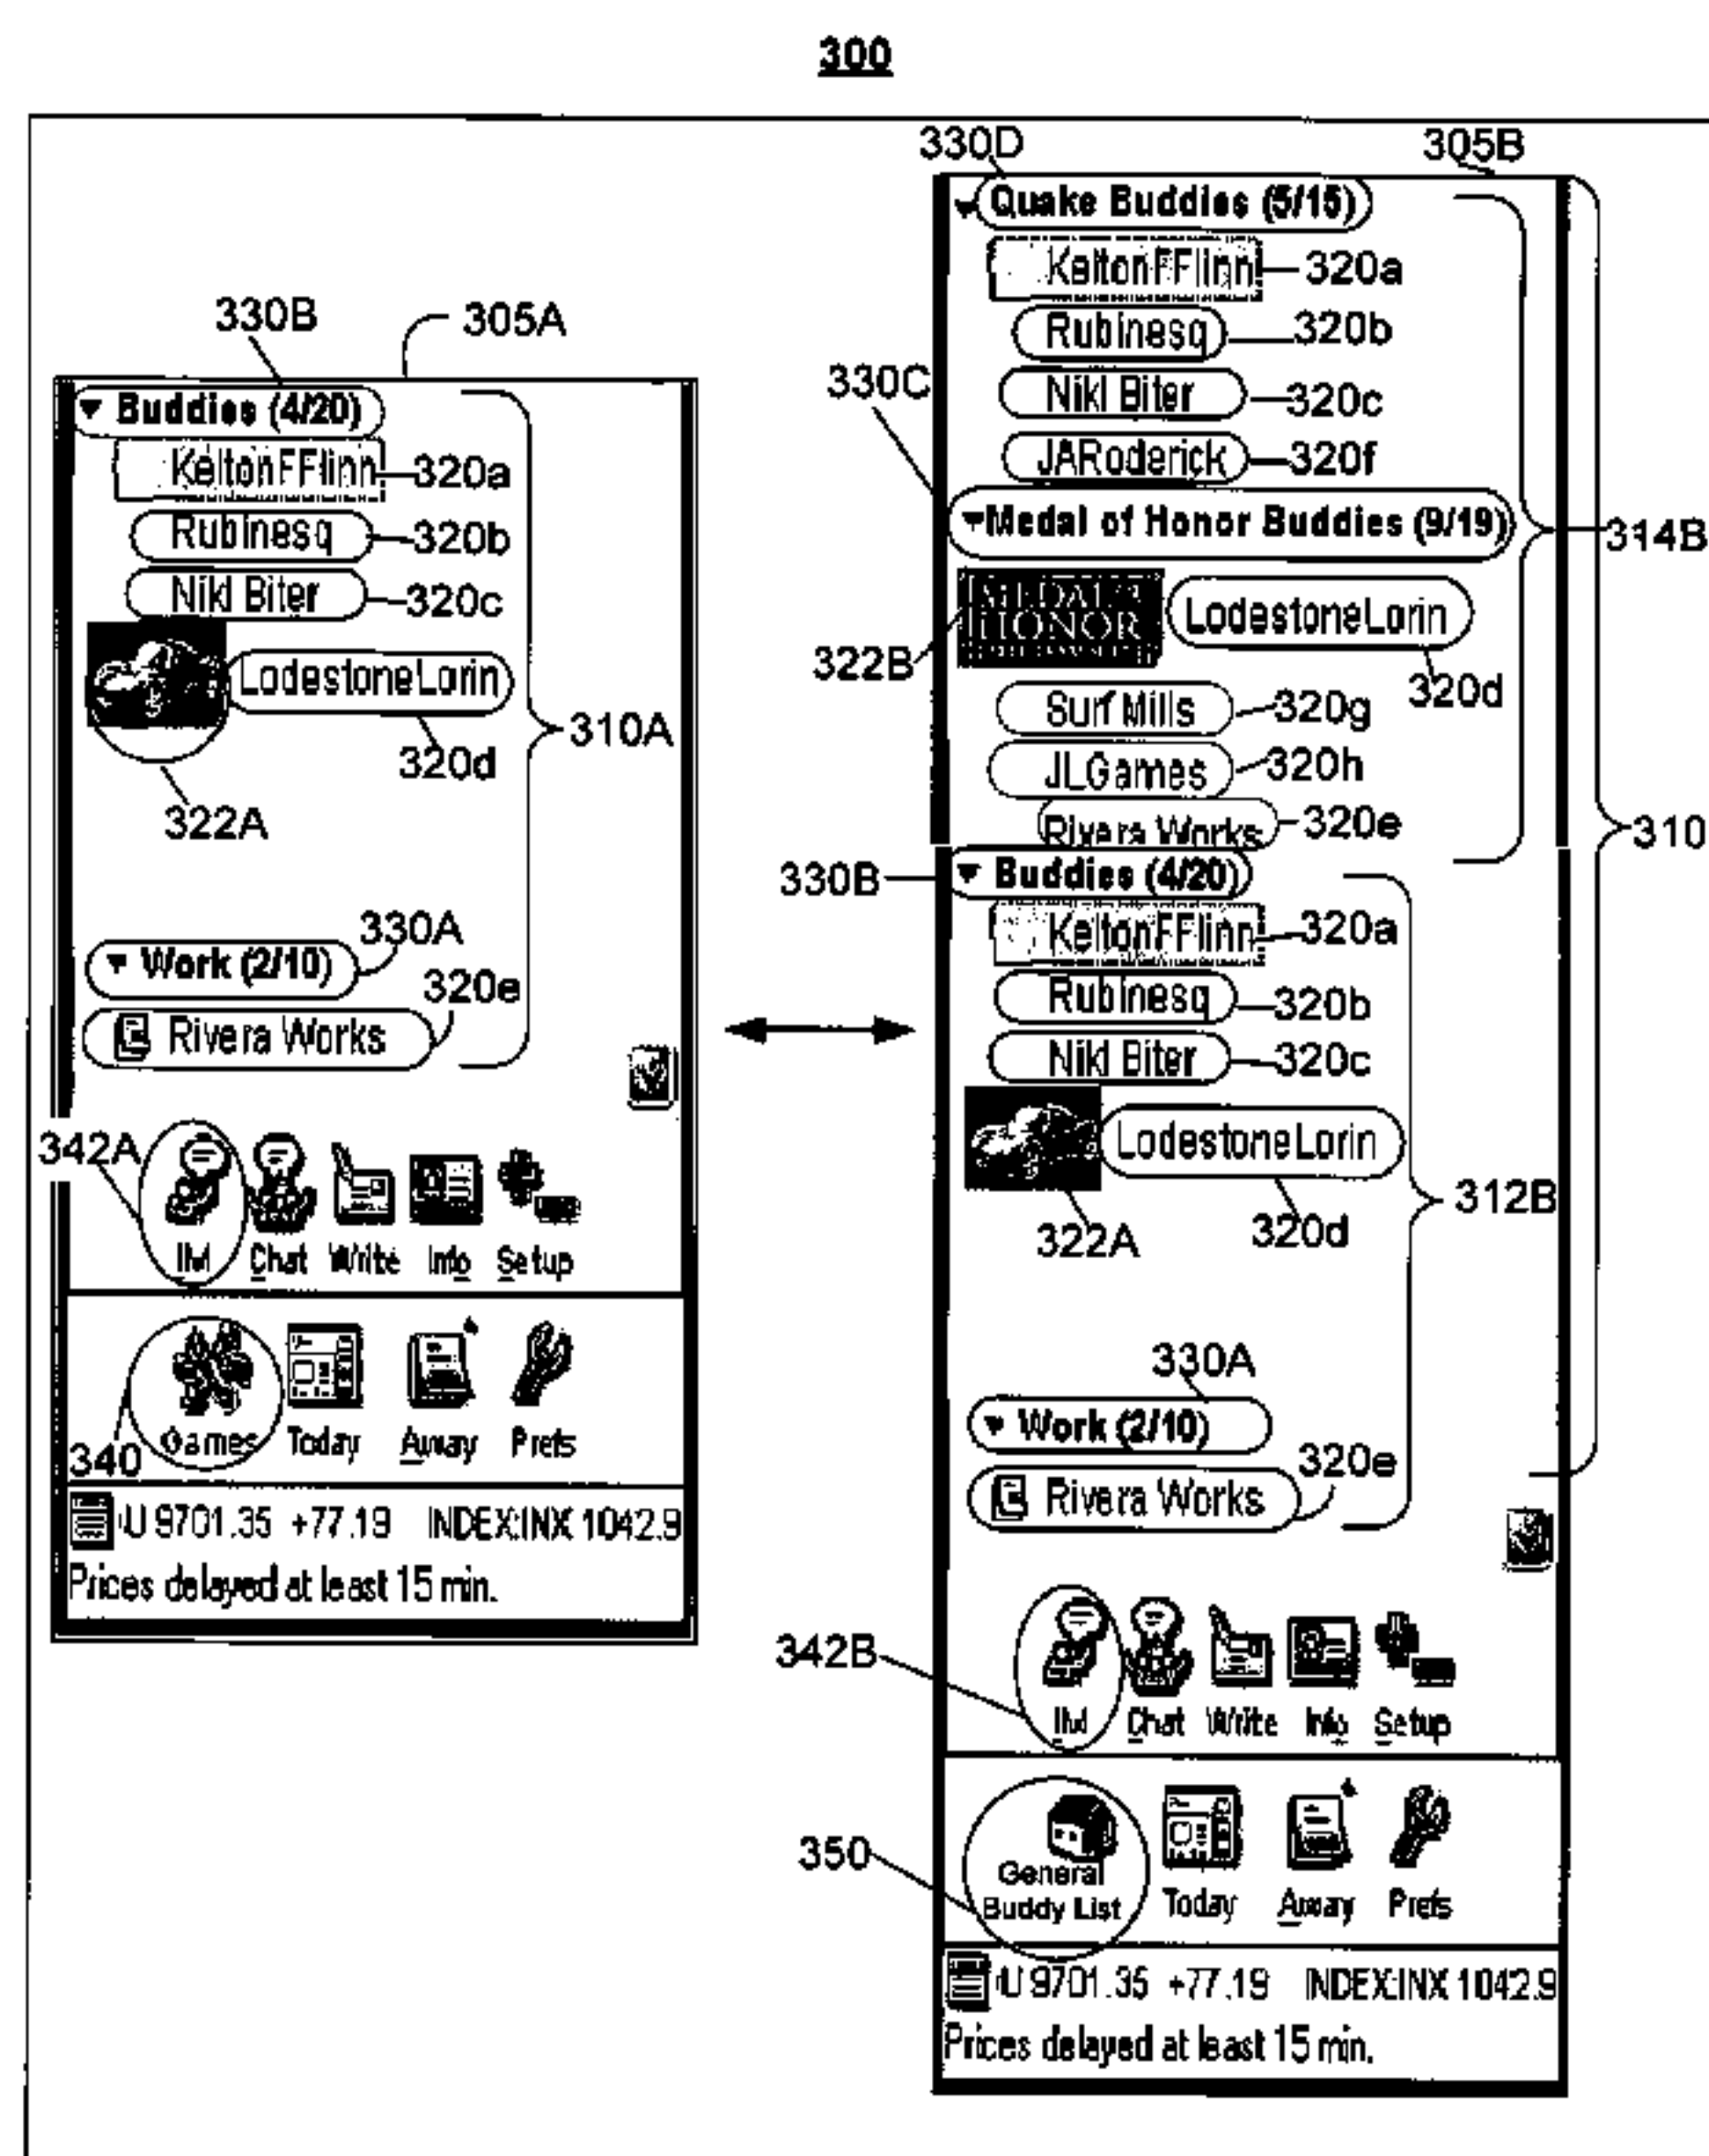 300
330B 305A
Buddies (4/20)
KeltonFFlinn 320a
Rubinesq 320b
Nikl Biter 320c
LodestoneLorin
310A
320d
322A
330A
Work (2/10)
320e
Rivera Works
342A
IM Chat Write Info Setup
Games Today Away Prefs
340
U 9701.35 +77.19 INDEX:INX 1042.9
Prices delayed at least 15 min.
330D 305B
Quake Buddies (5/15)
KeltonFFlinn 320a
Rubinesq 320b
330C
Nikl Biter 320c
JARoderick 320f
Medal of Honor Buddies (9/19)
314B
MEDAL OF
HONOR
LodestoneLorin
322B
320d
Surf Mills 320g
JLGames 320h
Rivera Works 320e
310
330B Buddies (4/20)
KeltonFFlinn 320a
Rubinesq 320b
Nikl Biter 320c
LodestoneLorin
312B
322A 320d
330A
Work (2/10)
320e
Rivera Works
342B
IM Chat Write Info Setup
350
General
Buddy List Today Away Prefs
U 9701.35 +77.19 INDEX:INX 1042.9
Prices delayed at least 15 min.